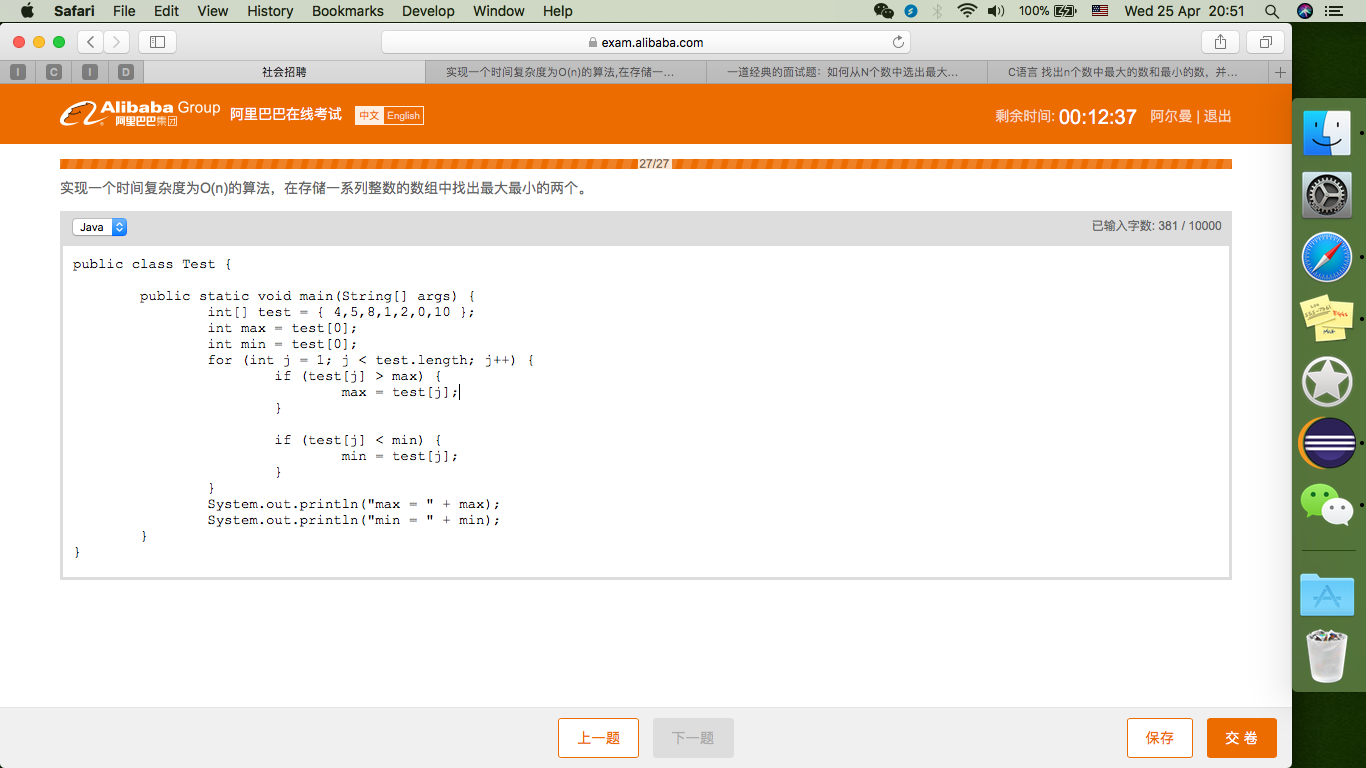 Safari File Edit View History Bookmarks Develop Window Help 100% Wed 25 Apr 20:51
exam.alibaba.com
I C I D 社会招聘 实现一个时间复杂度为O(n)的算法,在存储一... 一道经典的面试题：如何从N个数中选出最大... C语言 找出n个数中最大的数和最小的数，并...
Alibaba Group
阿里巴巴集团
阿里巴巴在线考试 中文 English 剩余时间: 00:12:37 阿尔曼 | 退出
27/27
实现一个时间复杂度为O(n)的算法，在存储一系列整数的数组中找出最大最小的两个。
Java 已输入字数: 381 / 10000
public class Test {
public static void main(String[] args) {
int[] test = { 4,5,8,1,2,0,10 };
int max = test[0];
int min = test[0];
for (int j = 1; j < test.length; j++) {
if (test[j] > max) {
max = test[j];
}
if (test[j] < min) {
min = test[j];
}
}
System.out.println("max = " + max);
System.out.println("min = " + min);
}
}
上一题 下一题 保存 交 卷